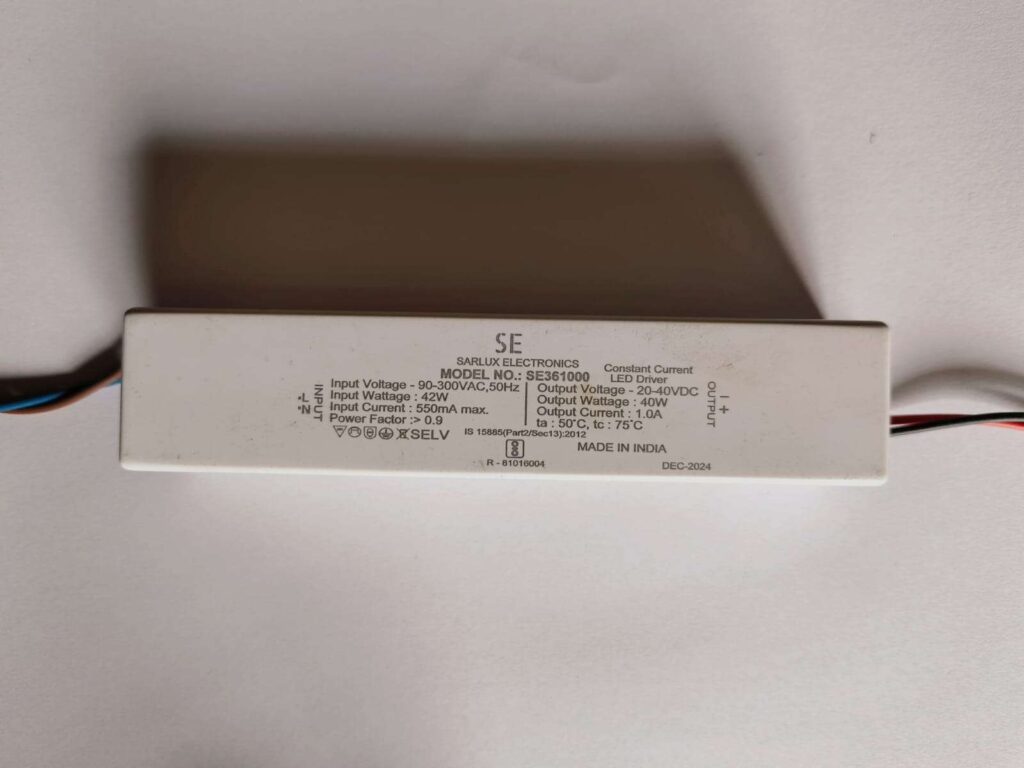 SE
SARLUX ELECTRONICS
MODEL NO.: SE361000
Constant Current
LED Driver
INPUT
*L*
*N*
Input Voltage - 90-300VAC,50Hz
Input Wattage : 42W
Input Current : 550mA max.
Power Factor :> 0.9
SELV
Output Voltage - 20-40VDC
Output Wattage : 40W
Output Current : 1.0A
ta : 50°C, tc : 75°C
- +
OUTPUT
IS 15885(Part2/Sec13):2012
R - 81016004
MADE IN INDIA
DEC-2024